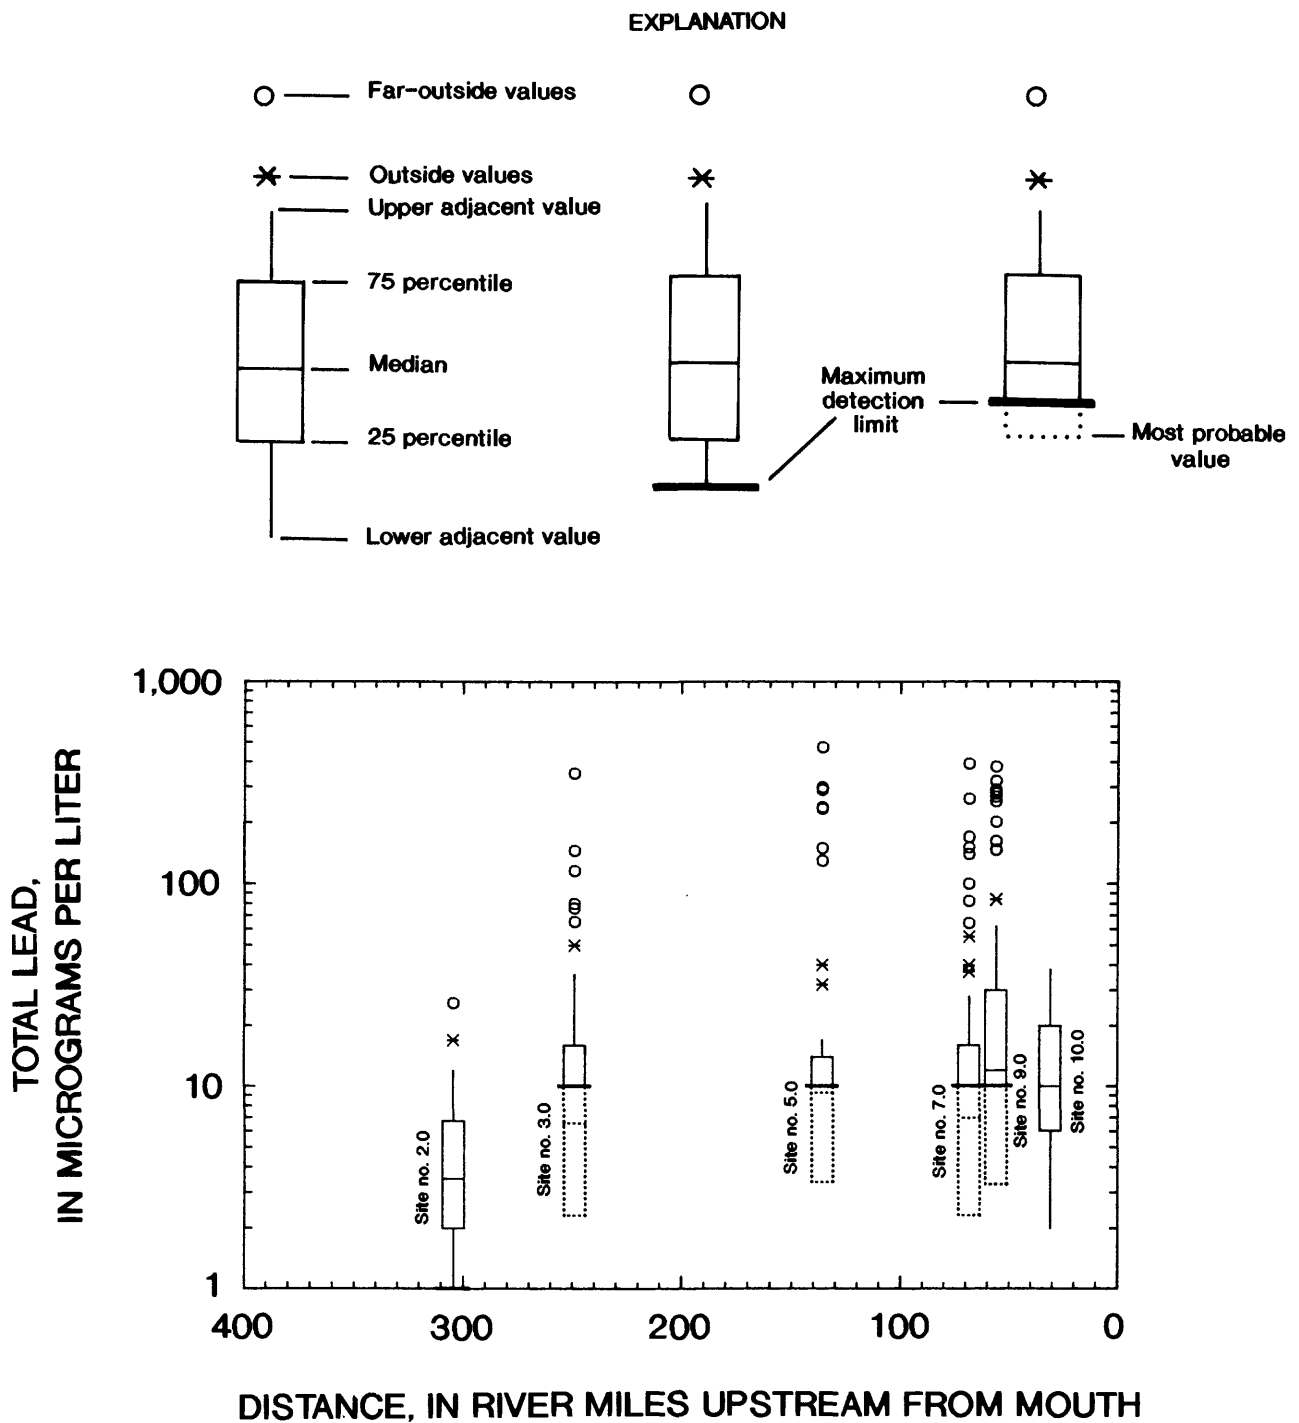 EXPLANATION
Far-outside values
Outside values
Upper adjacent value
75 percentile
Median
25 percentile
Lower adjacent value
Maximum
detection
limit
Most probable
value
TOTAL LEAD,
IN MICROGRAMS PER LITER
1,000
100
10
1
Site no. 2.0
Site no. 3.0
Site no. 5.0
Site no. 7.0
Site no. 9.0
Site no. 10.0
400
300
200
100
0
DISTANCE, IN RIVER MILES UPSTREAM FROM MOUTH